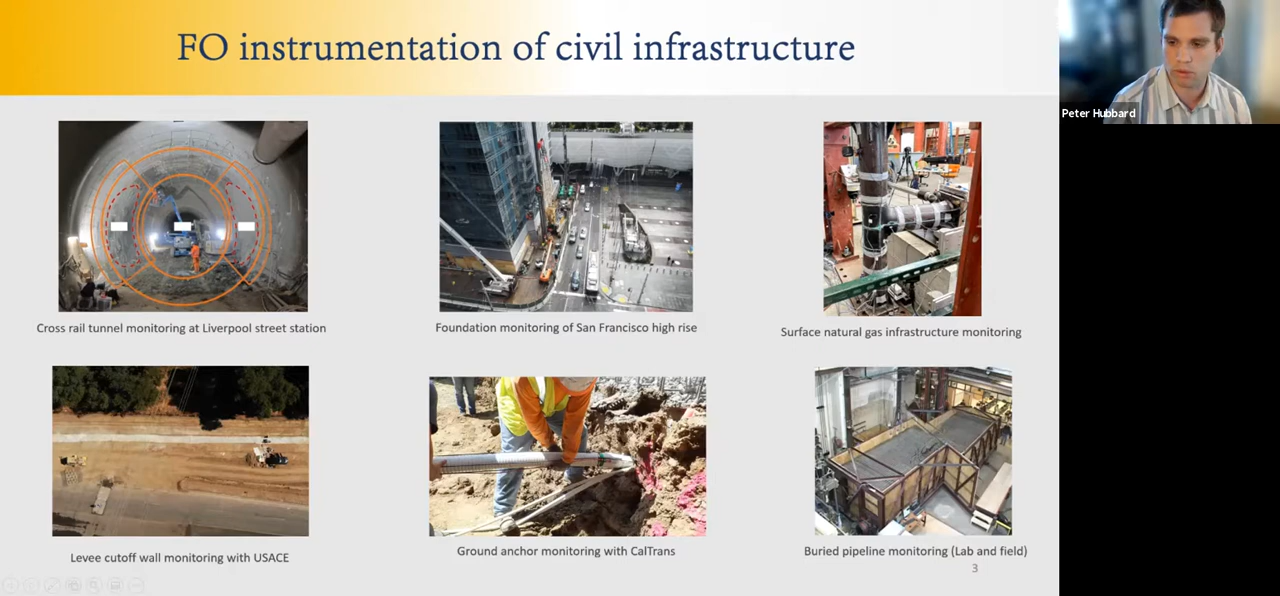 FO instrumentation of civil infrastructure
Peter Hubbard
Cross rail tunnel monitoring at Liverpool street station
Foundation monitoring of San Francisco high rise
Surface natural gas infrastructure monitoring
Levee cutoff wall monitoring with USACE
Ground anchor monitoring with CalTrans
Buried pipeline monitoring (Lab and field)
3